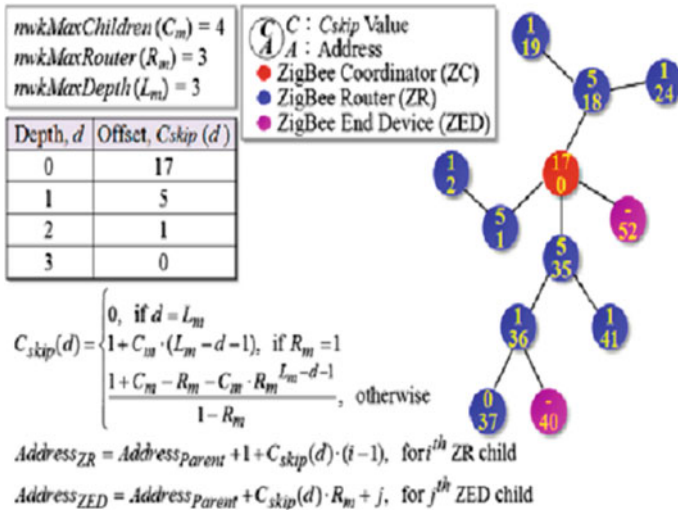 nwkMaxChildren (Cm) = 4
nwkMaxRouter (Rm) = 3
nwkMaxDepth (Lm) = 3
C A C : Cskip Value
A : Address
ZigBee Coordinator (ZC)
ZigBee Router (ZR)
ZigBee End Device (ZED)
Depth, d Offset, Cskip (d)
0 17
1 5
2 1
3 0
1 19
5 18
1 24
17 0
1 2
5 1
- 52
5 35
1 36
1 41
0 37
- 40
Cskip(d) = { 0, if d = Lm
1 + Cm · (Lm − d − 1), if Rm = 1
1 + Cm − Rm − Cm · Rm^(Lm−d−1)
1 − Rm , otherwise
AddressZR = AddressParent + 1 + Cskip(d) · (i − 1), for ith ZR child
AddressZED = AddressParent + Cskip(d) · Rm + j, for jth ZED child